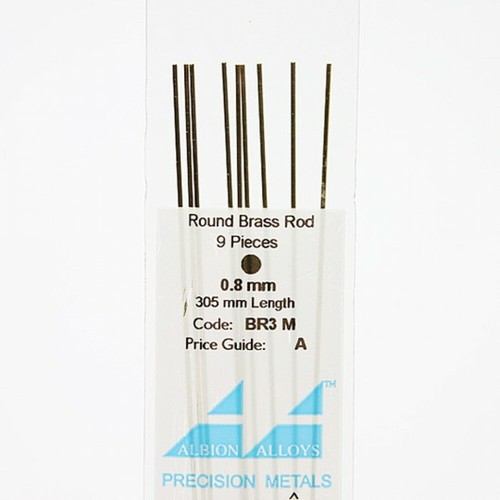 Round Brass Rod
9 Pieces
0.8 mm
305 mm Length
Code: BR3 M
Price Guide: A
TM
ALBION ALLOYS
PRECISION METALS